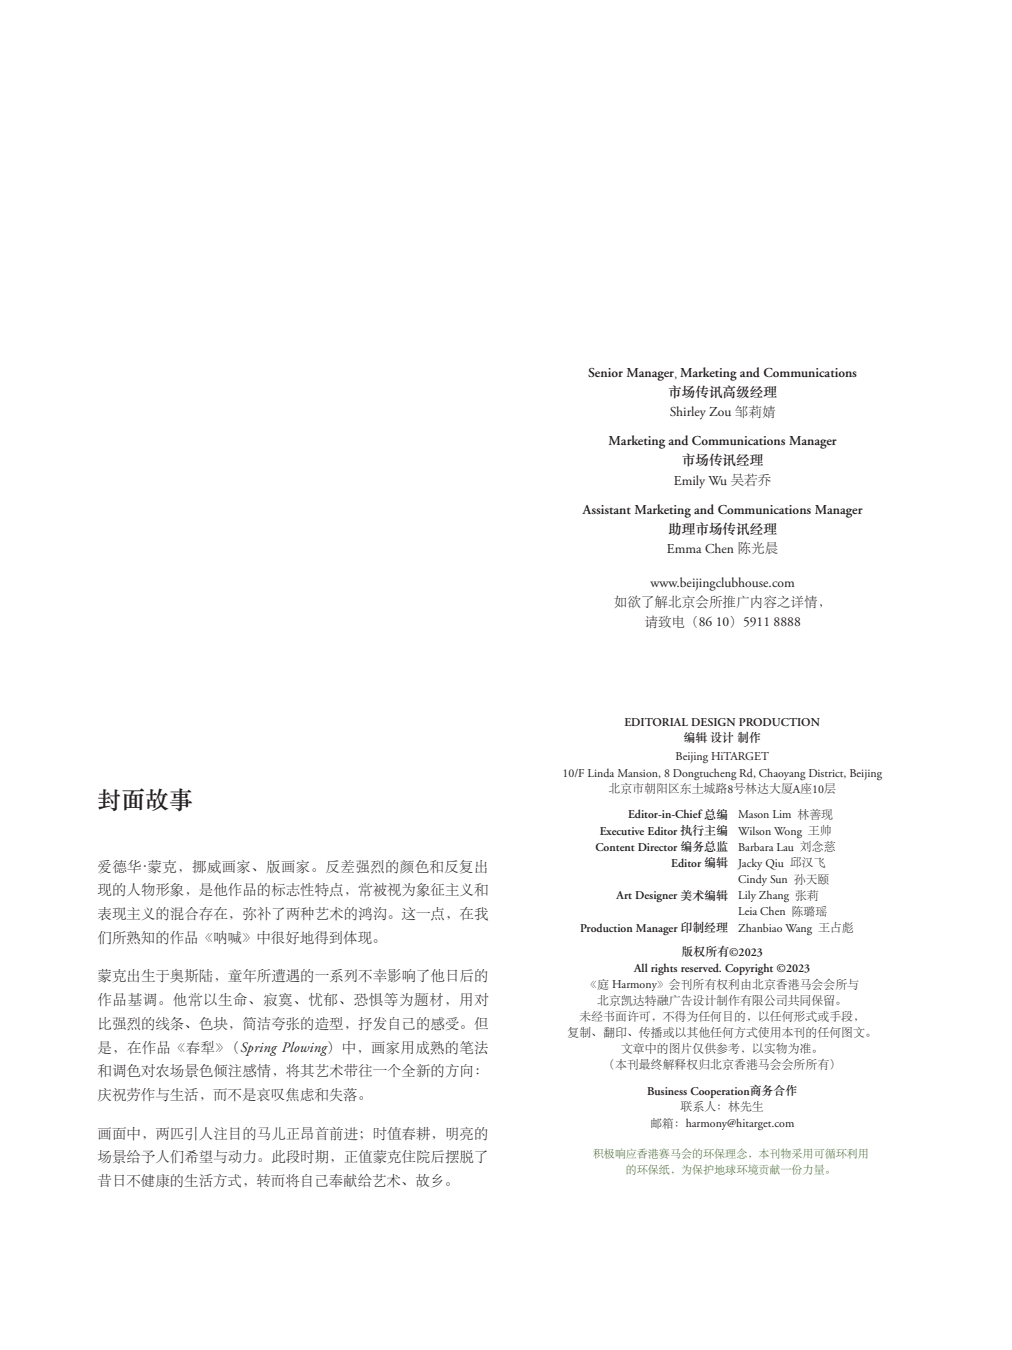 封面故事
爱德华·蒙克，挪威画家、版画家。反差强烈的颜色和反复出
现的人物形象，是他作品的标志性特点，常被视为象征主义和
表现主义的混合存在，弥补了两种艺术的鸿沟。这一点，在我
们所熟知的作品《呐喊》中很好地得到体现。
蒙克出生于奥斯陆，童年所遭遇的一系列不幸影响了他日后的
作品基调。他常以生命、寂寞、忧郁、恐惧等为题材，用对
比强烈的线条、色块，简洁夸张的造型，抒发自己的感受。但
是，在作品《春犁》（Spring Plowing）中，画家用成熟的笔法
和调色对农场景色倾注感情，将其艺术带往一个全新的方向：
庆祝劳作与生活，而不是哀叹焦虑和失落。
画面中，两匹引人注目的马儿正昂首前进；时值春耕，明亮的
场景给予人们希望与动力。此段时期，正值蒙克住院后摆脱了
昔日不健康的生活方式，转而将自己奉献给艺术、故乡。
Senior Manager, Marketing and Communications
市场传讯高级经理
Shirley Zou 邹莉婧
Marketing and Communications Manager
市场传讯经理
Emily Wu 吴若乔
Assistant Marketing and Communications Manager
助理市场传讯经理
Emma Chen 陈光晨
www.beijingclubhouse.com
如欲了解北京会所推广内容之详情，
请致电（86 10）5911 8888
EDITORIAL DESIGN PRODUCTION
编辑 设计 制作
Beijing HiTARGET
10/F Linda Mansion, 8 Dongtucheng Rd, Chaoyang District, Beijing
北京市朝阳区东土城路8号林达大厦A座10层
Editor-in-Chief 总编 Mason Lim 林善现
Executive Editor 执行主编 Wilson Wong 王帅
Content Director 编务总监 Barbara Lau 刘念慈
Editor 编辑 Jacky Qiu 邱汉飞
Cindy Sun 孙天颐
Art Designer 美术编辑 Lily Zhang 张莉
Leia Chen 陈璐瑶
Production Manager 印制经理 Zhanbiao Wang 王占彪
版权所有©2023
All rights reserved. Copyright ©2023
《庭 Harmony》会刊所有权利由北京香港马会会所与
北京凯达特融广告设计制作有限公司共同保留。
未经书面许可，不得为任何目的，以任何形式或手段，
复制、翻印、传播或以其他任何方式使用本刊的任何图文。
文章中的图片仅供参考，以实物为准。
（本刊最终解释权归北京香港马会会所所有）
Business Cooperation商务合作
联系人：林先生
邮箱：harmony@hitarget.com
积极响应香港赛马会的环保理念，本刊物采用可循环利用
的环保纸，为保护地球环境贡献一份力量。